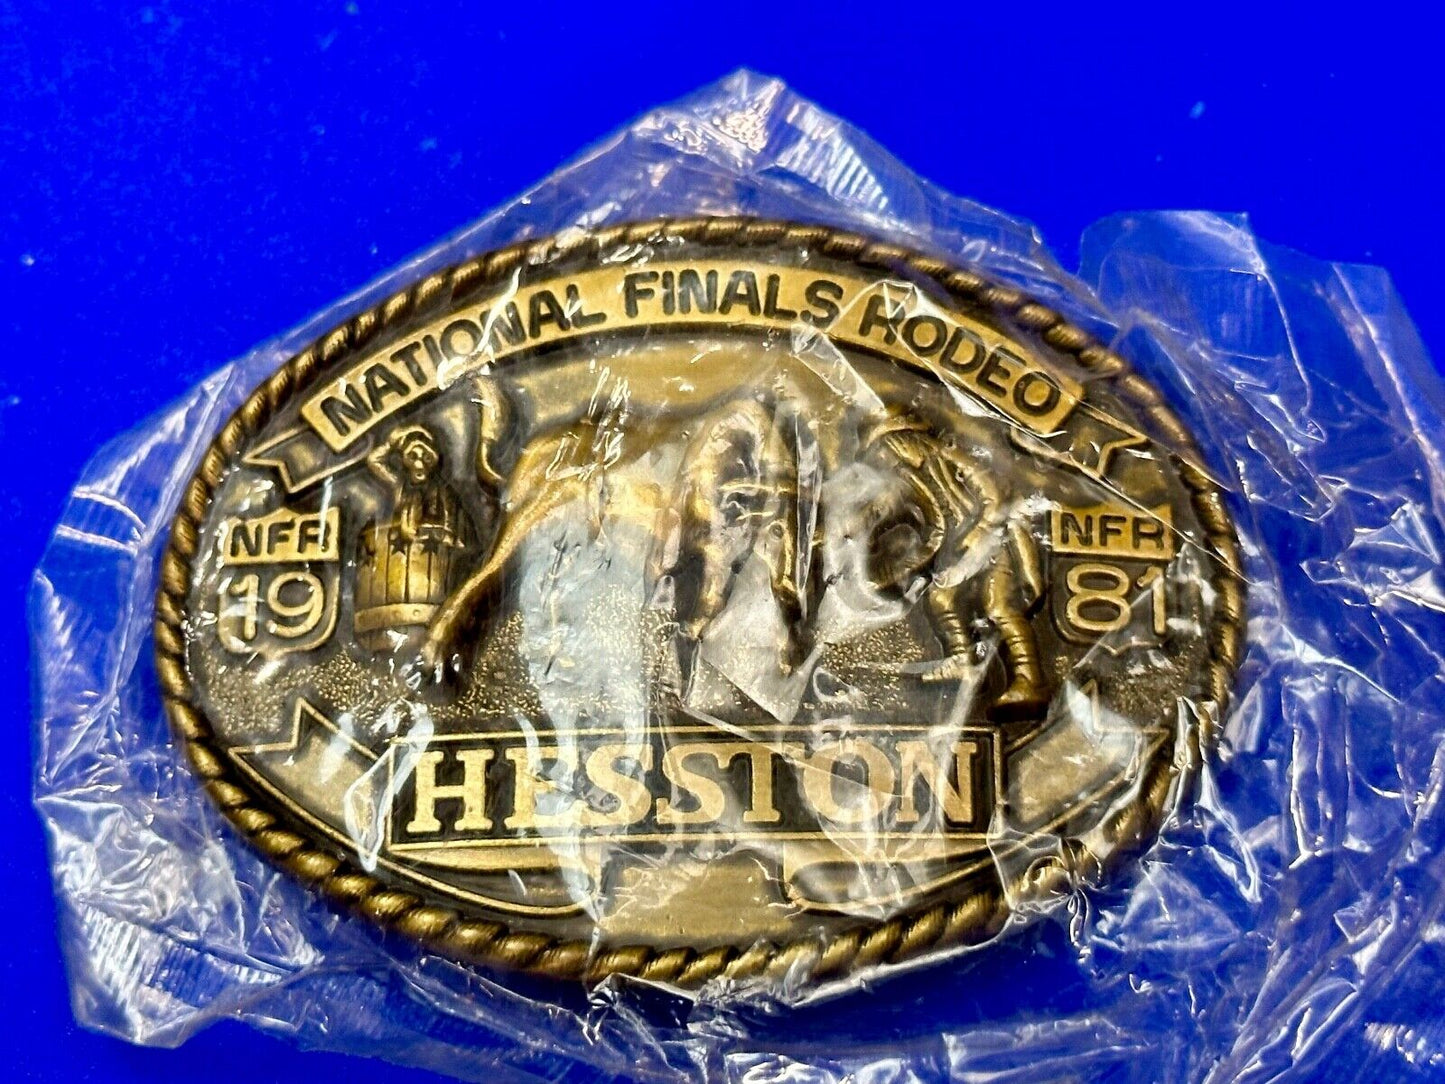 NATIONAL FINALS RODEO
NFR
19
NFR
81
HESSTON